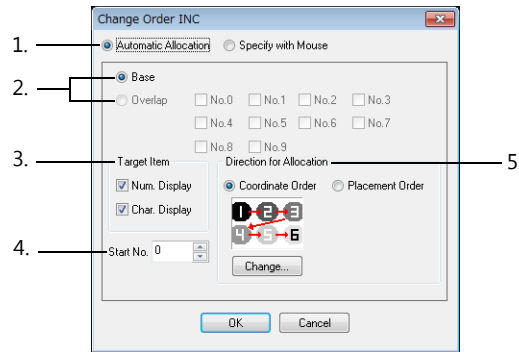 Change Order INC
1. Automatic Allocation Specify with Mouse
2. Base
Overlap No.0 No.1 No.2 No.3
No.4 No.5 No.6 No.7
No.8 No.9
3. Target Item Direction for Allocation 5
Num. Display Coordinate Order Placement Order
Char. Display
1 2 3
4 5 6
4. Start No. 0
Change...
OK Cancel